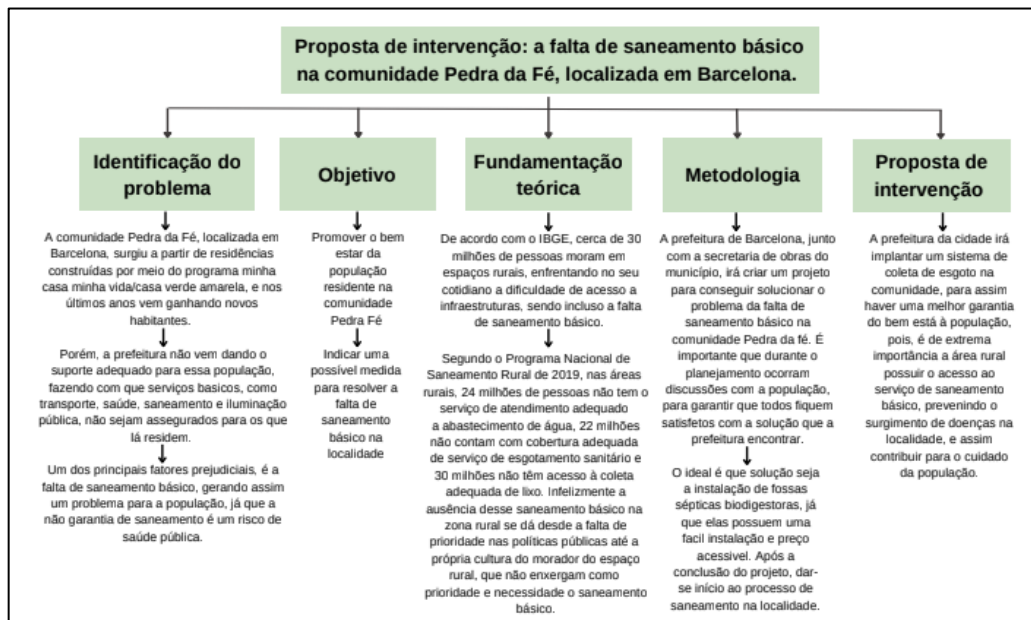 Proposta de intervenção: a falta de saneamento básico
na comunidade Pedra da Fé, localizada em Barcelona.
Identificação do
problema
A comunidade Pedra da Fé, localizada em
Barcelona, surgiu a partir de residências
construídas por meio do programa minha
casa minha vida/casa verde amarela, e nos
últimos anos vem ganhando novos
habitantes.
Porém, a prefeitura não vem dando o
suporte adequado para essa população,
fazendo com que serviços basicos, como
transporte, saúde, saneamento e iluminação
pública, não sejam assegurados para os que
lá residem.
Um dos principais fatores prejudiciais, é a
falta de saneamento básico, gerando assim
um problema para a população, já que a
não garantia de saneamento é um risco de
saúde pública.
Objetivo
Promover o bem
estar da
população
residente na
comunidade
Pedra Fé
Indicar uma
possível medida
para resolver a
falta de
saneamento
básico na
localidade
Fundamentação
teórica
De acordo com o IBGE, cerca de 30
milhões de pessoas moram em
espaços rurais, enfrentando no seu
cotidiano a dificuldade de acesso a
infraestruturas, sendo incluso a falta
de saneamento básico.
Segundo o Programa Nacional de
Saneamento Rural de 2019, nas áreas
rurais, 24 milhões de pessoas não tem o
serviço de atendimento adequado
a abastecimento de água, 22 milhões
não contam com cobertura adequada
de serviço de esgotamento sanitário e
30 milhões não têm acesso à coleta
adequada de lixo. Infelizmente a
ausência desse saneamento básico na
zona rural se dá desde a falta de
prioridade nas políticas públicas até a
própria cultura do morador do espaço
rural, que não enxergam como
prioridade e necessidade o saneamento
básico.
Metodologia
A prefeitura de Barcelona, junto
com a secretaria de obras do
município, irá criar um projeto
para conseguir solucionar o
problema da falta de
saneamento básico na
comunidade Pedra da fé. É
importante que durante o
planejamento ocorram
discussões com a população,
para garantir que todos fiquem
satisfetos com a solução que a
prefeitura encontrar.
O ideal é que solução seja
a instalação de fossas
sépticas biodigestoras, já
que elas possuem uma
facil instalação e preço
acessivel. Após a
conclusão do projeto, dar-
se início ao processo de
saneamento na localidade.
Proposta de
intervenção
A prefeitura da cidade irá
implantar um sistema de
coleta de esgoto na
comunidade, para assim
haver uma melhor garantia
do bem está à população,
pois, é de extrema
importância a área rural
possuir o acesso ao
serviço de saneamento
básico, prevenindo o
surgimento de doenças na
localidade, e assim
contribuir para o cuidado
da população.